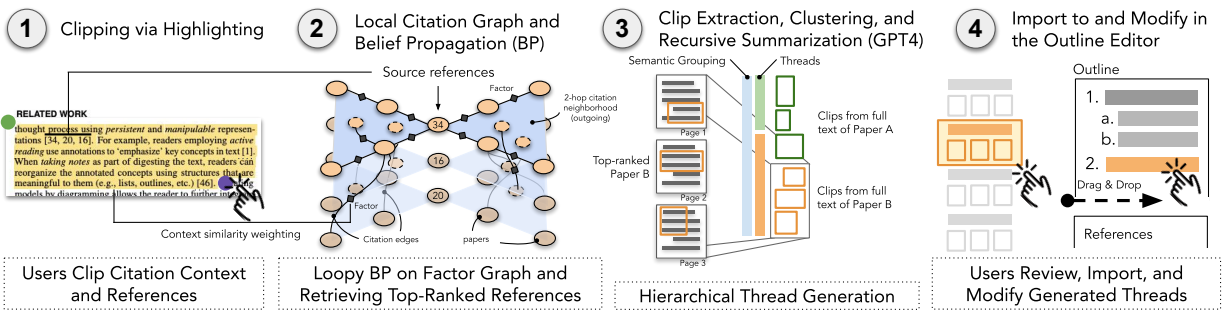 1
Clipping via Highlighting
RELATED WORK
thought process using persistent and manipulable represen-
tations [34, 20, 16]. For example, readers employing active
reading use annotations to 'emphasize' key concepts in text [1].
When taking notes as part of digesting the text, readers can
reorganize the annotated concepts using structures that are
meaningful to them (e.g., lists, outlines, etc.) [46].
models by diagramming allows the reader to further
Context similarity weighting
Users Clip Citation Context
and References
2
Local Citation Graph and
Belief Propagation (BP)
Source references
Factor
2-hop citation
neighborhood
(outgoing)
34
16
20
Factor
Citation edges
papers
Loopy BP on Factor Graph and
Retrieving Top-Ranked References
3
Clip Extraction, Clustering, and
Recursive Summarization (GPT4)
Semantic Grouping
Threads
Page 1
Clips from full
text of Paper A
Top-ranked
Paper B
Page 2
Clips from full
text of Paper B
Page 3
Hierarchical Thread Generation
4
Import to and Modify in
the Outline Editor
Outline
1.
a.
b.
2.
Drag & Drop
References
Users Review, Import, and
Modify Generated Threads